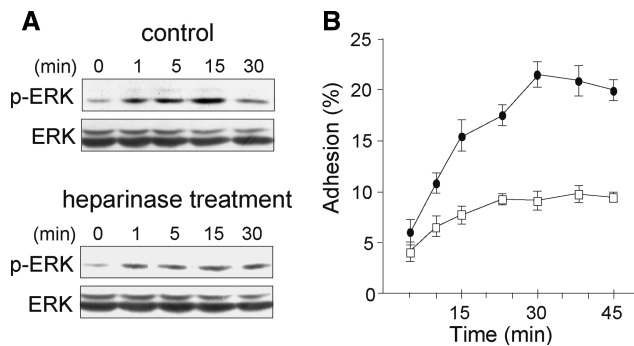 A
control
(min) 0 1 5 15 30
p-ERK
ERK
heparinase treatment
(min) 0 1 5 15 30
p-ERK
ERK
B
25
20
15
10
5
0
Adhesion (%)
15 30 45
Time (min)